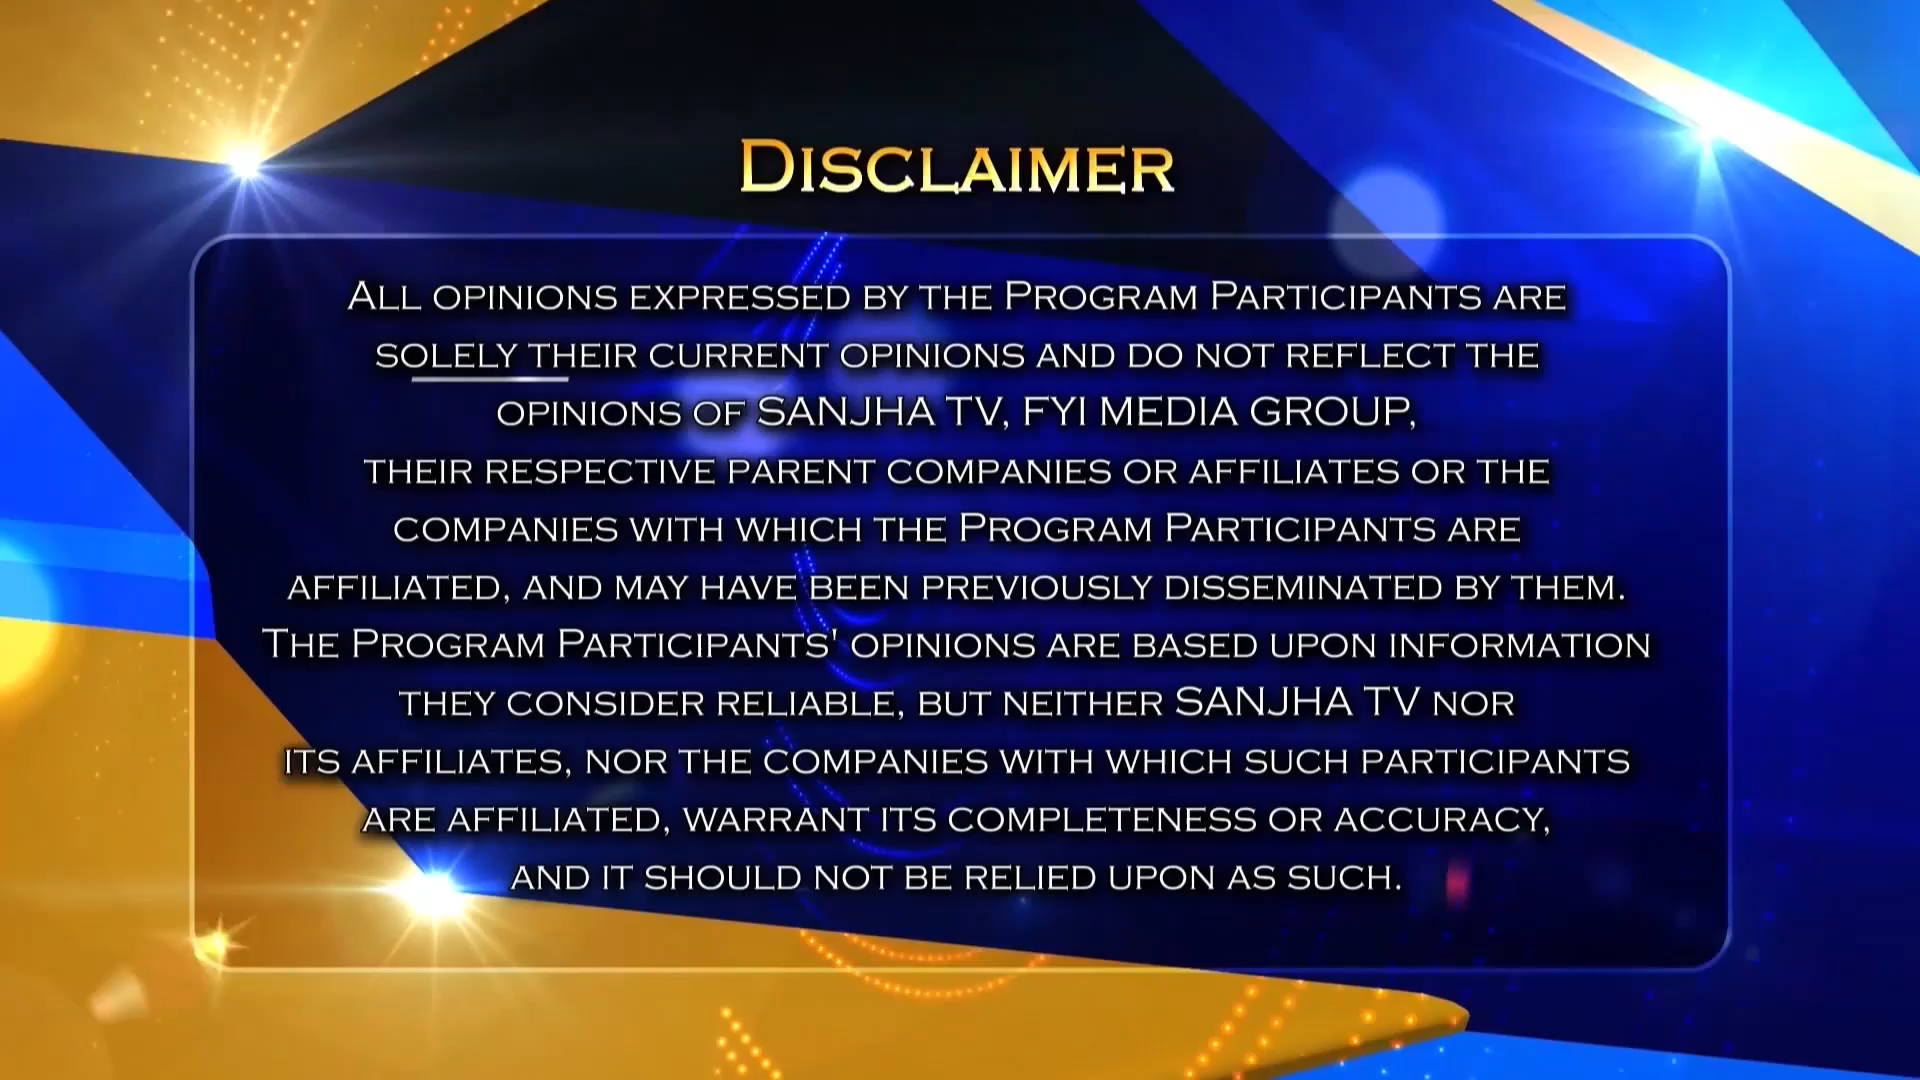 Disclaimer
All opinions expressed by the Program Participants are
solely their current opinions and do not reflect the
opinions of SANJHA TV, FYI MEDIA GROUP,
their respective parent companies or affiliates or the
companies with which the Program Participants are
affiliated, and may have been previously disseminated by them.
The Program Participants' opinions are based upon information
they consider reliable, but neither SANJHA TV nor
its affiliates, nor the companies with which such participants
are affiliated, warrant its completeness or accuracy,
and it should not be relied upon as such.